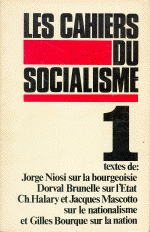 LES CAHIERS
DU
SOCIALISME
1
textes de:
Jorge Niosi sur la bourgeoisie
Dorval Brunelle sur l'Etat
Ch.Halary et Jacques Mascotto
sur le nationalisme
et Gilles Bourque sur la nation